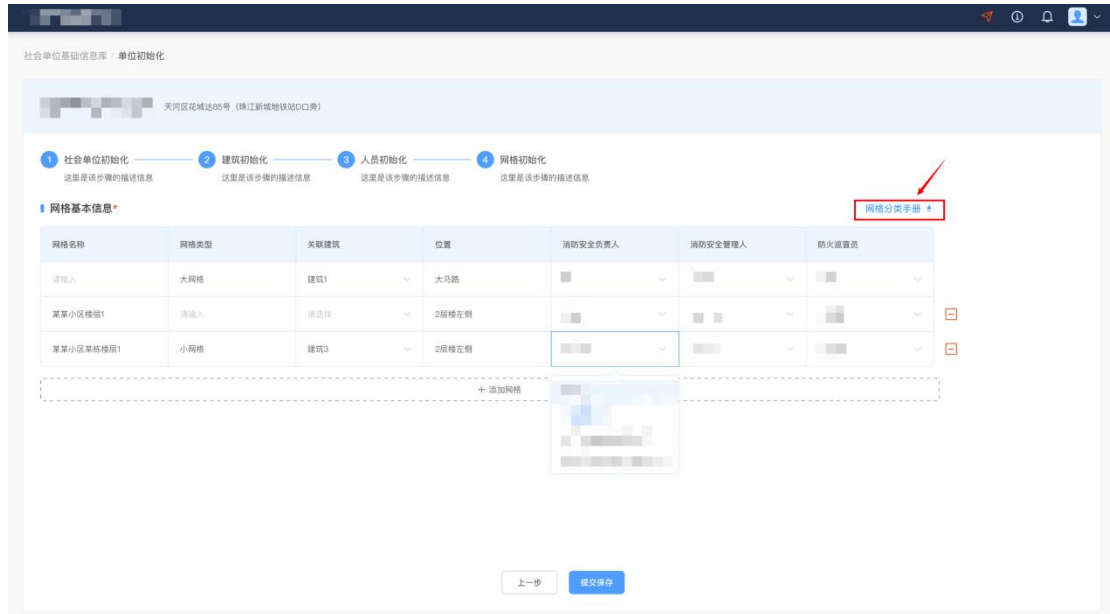 社会单位基础信息库 / 单位初始化
天河区花城达85号（珠江新城地铁站D口旁）
1 社会单位初始化 2 建筑初始化 3 人员初始化 4 网格初始化
这里是该步骤的描述信息 这里是该步骤的描述信息 这里是该步骤的描述信息 这里是该步骤的描述信息
网格基本信息* 网格分类手册
网格名称 网格类型 关联建筑 位置 消防安全负责人 消防安全管理人 防火巡查员
请输入 大网格 建筑1 大马路
某某小区楼层1 请输入 请选择 2层楼左侧
某某小区某栋楼层1 小网格 建筑3 2层楼左侧
+ 添加网格
上一步 提交保存